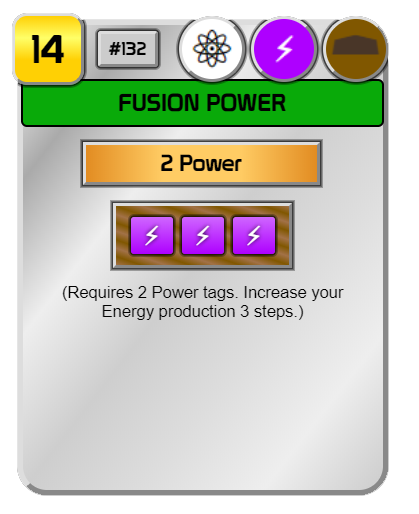 14
#132
FUSION POWER
2 Power
(Requires 2 Power tags. Increase your
Energy production 3 steps.)